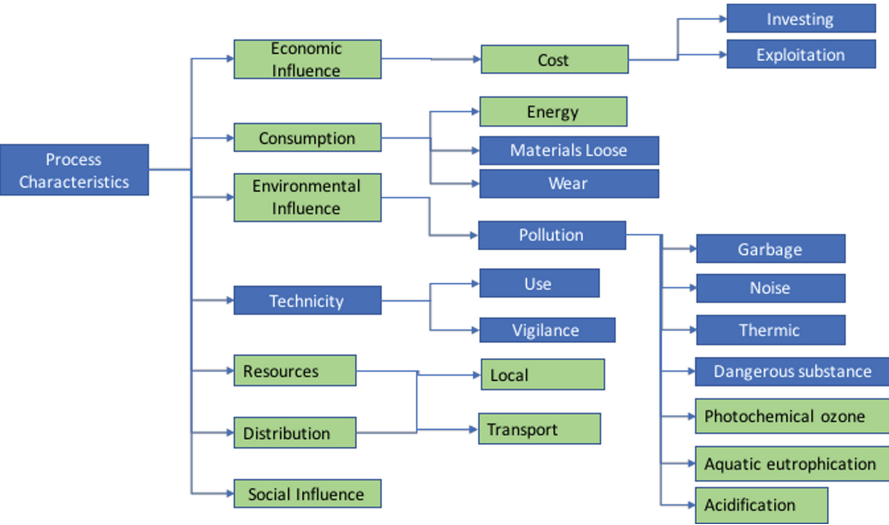 Process
Characteristics
Economic
Influence
Cost
Investing
Exploitation
Consumption
Energy
Materials Loose
Wear
Environmental
Influence
Pollution
Garbage
Noise
Thermic
Dangerous substance
Photochemical ozone
Aquatic eutrophication
Acidification
Technicity
Use
Vigilance
Resources
Local
Distribution
Transport
Social Influence